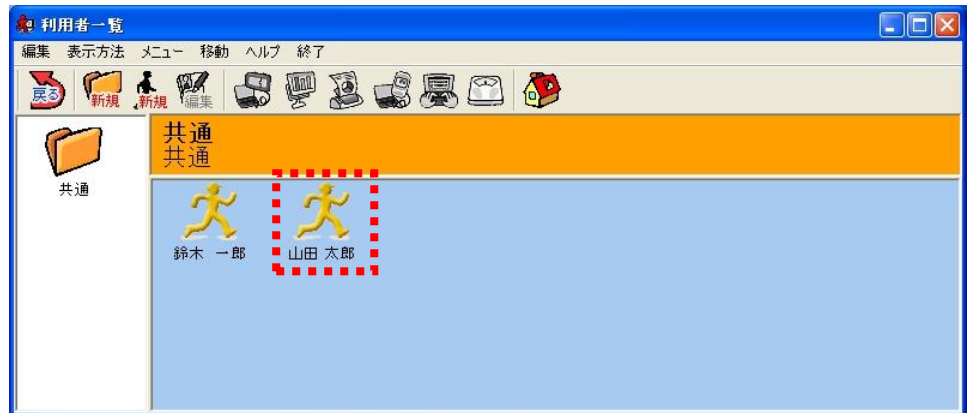 利用者一覧
編集 表示方法 メニュー 移動 ヘルプ 終了
戻る 新規 新規 編集
共通
共通
共通
鈴木 一郎 山田 太郎